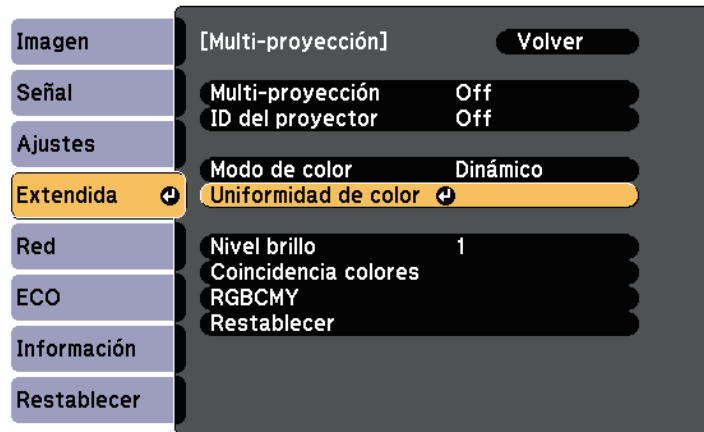 Imagen
Señal
Ajustes
Extendida
Red
ECO
Información
Restablecer
[Multi-proyección] Volver
Multi-proyección Off
ID del proyector Off
Modo de color Dinámico
Uniformidad de color
Nivel brillo 1
Coincidencia colores
RGBCMY
Restablecer